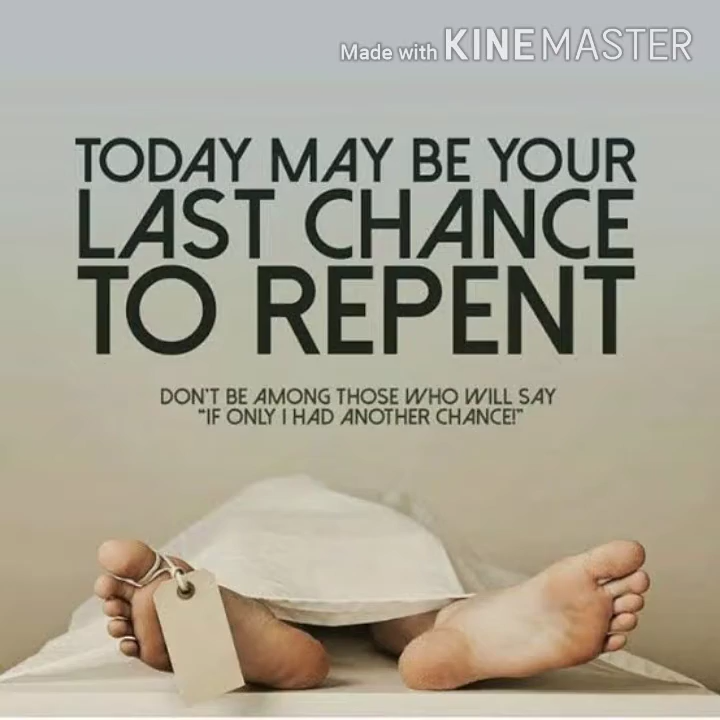 Made with KINEMASTER
TODAY MAY BE YOUR
LAST CHANCE
TO REPENT
DON'T BE AMONG THOSE WHO WILL SAY
"IF ONLY I HAD ANOTHER CHANCE!"